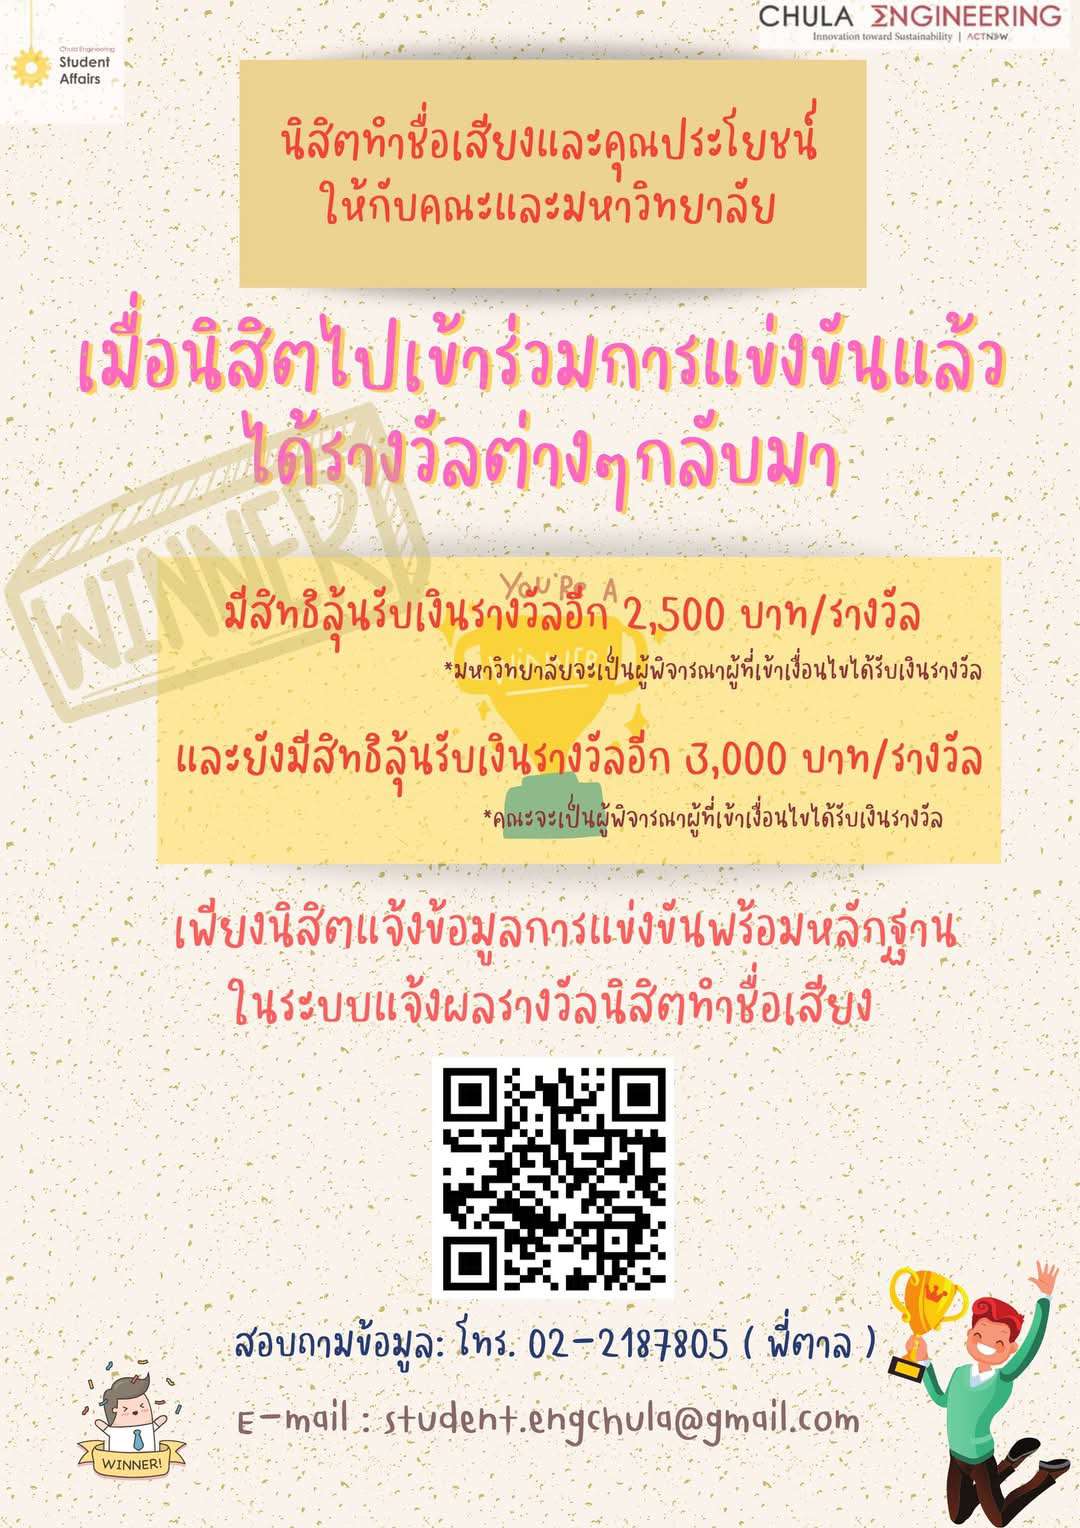 Chula Engineering
Student
Affairs
CHULA ΣNGINEERING
Innovation toward Sustainability | ACTNOW
นิสิตทำชื่อเสียงและคุณประโยชน์
ให้กับคณะและมหาวิทยาลัย
เมื่อนิสิตไปเข้าร่วมการแข่งขันแล้ว
ได้รางวัลต่างๆกลับมา
WINNER
YOU'Re A
WINNER
มีสิทธิลุ้นรับเงินรางวัลอีก 2,500 บาท/รางวัล
*มหาวิทยาลัยจะเป็นผู้พิจารณาผู้ที่เข้าเงื่อนไขได้รับเงินรางวัล
และยังมีสิทธิลุ้นรับเงินรางวัลอีก 3,000 บาท/รางวัล
*คณะจะเป็นผู้พิจารณาผู้ที่เข้าเงื่อนไขได้รับเงินรางวัล
เพียงนิสิตแจ้งข้อมูลการแข่งขันพร้อมหลักฐาน
ในระบบแจ้งผลรางวัลนิสิตทำชื่อเสียง
สอบถามข้อมูล: โทร. 02-2187805 ( พี่ตาล )
E-mail : student.engchula@gmail.com
WINNER!